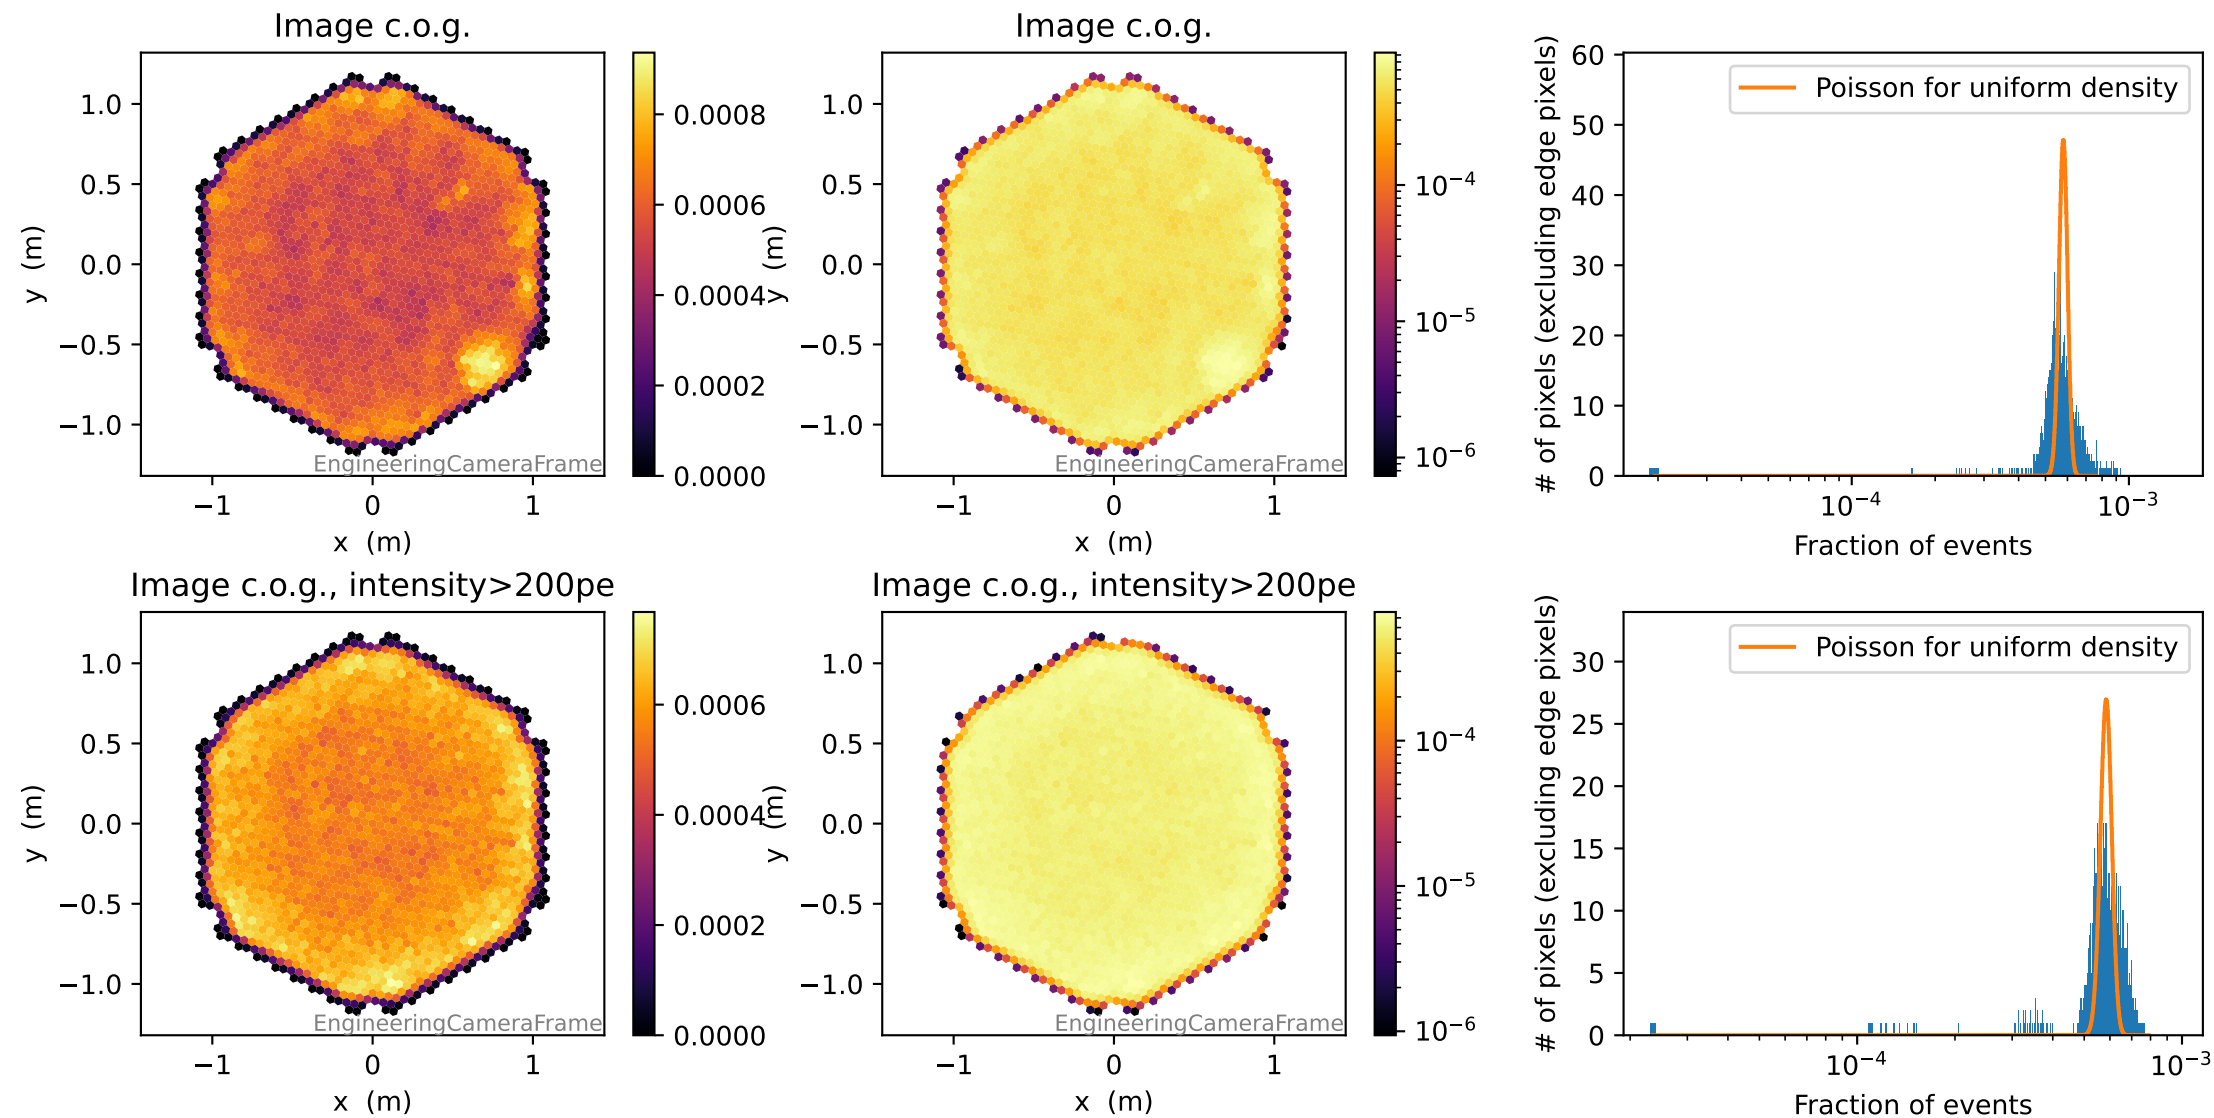 Image c.o.g.
1.0
0.5
0.0
−0.5
−1.0
y (m)
−1
0
1
x (m)
EngineeringCameraFrame
0.0008
0.0006
0.0004
0.0002
0.0000
Image c.o.g.
1.0
0.5
0.0
−0.5
−1.0
y (m)
−1
0
1
x (m)
EngineeringCameraFrame
10⁻⁴
10⁻⁵
10⁻⁶
Poisson for uniform density
60
50
40
30
20
10
0
# of pixels (excluding edge pixels)
10⁻⁴
10⁻³
Fraction of events
Image c.o.g., intensity>200pe
1.0
0.5
0.0
−0.5
−1.0
y (m)
−1
0
1
x (m)
EngineeringCameraFrame
0.0006
0.0004
0.0002
0.0000
Image c.o.g., intensity>200pe
1.0
0.5
0.0
−0.5
−1.0
y (m)
−1
0
1
x (m)
EngineeringCameraFrame
10⁻⁴
10⁻⁵
10⁻⁶
Poisson for uniform density
30
25
20
15
10
5
0
# of pixels (excluding edge pixels)
10⁻⁴
10⁻³
Fraction of events